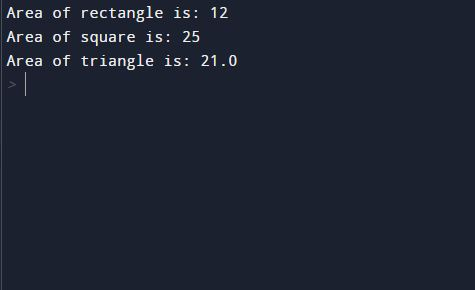 Area of rectangle is: 12
Area of square is: 25
Area of triangle is: 21.0
>